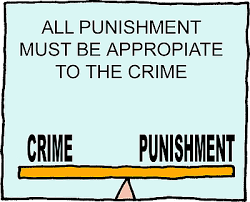 ALL PUNISHMENT
MUST BE APPROPIATE
TO THE CRIME
CRIME PUNISHMENT